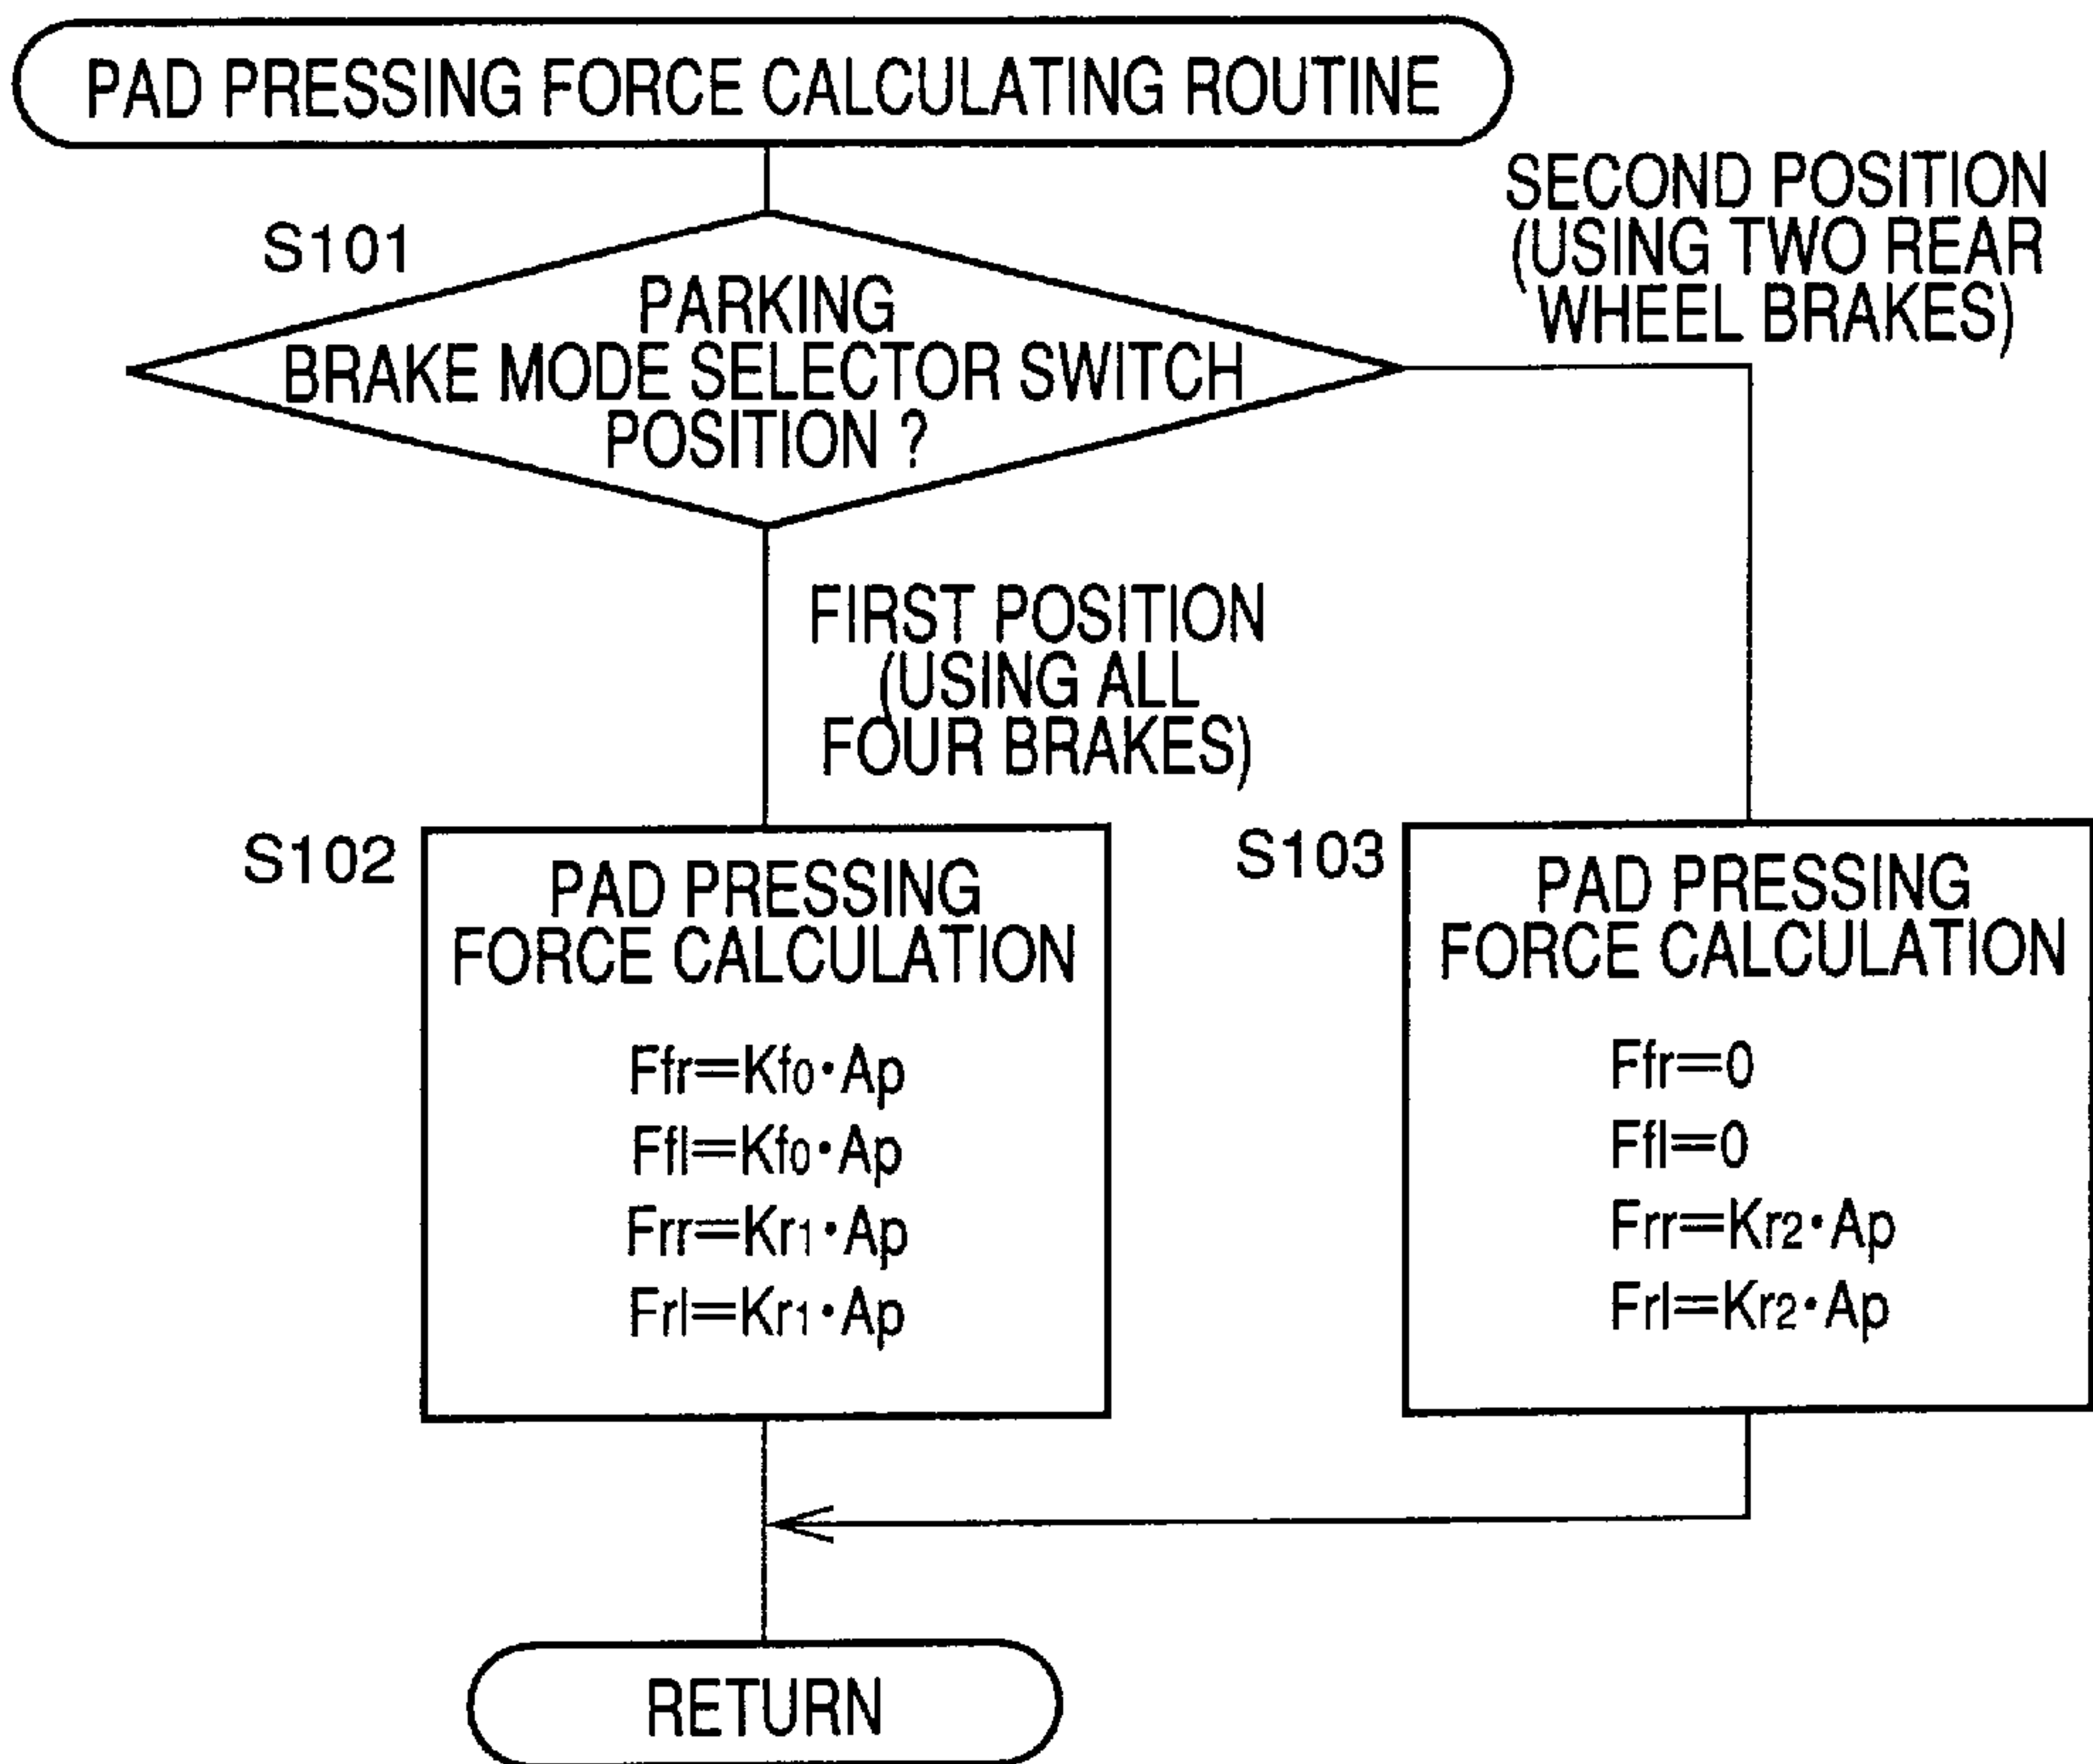 PAD PRESSING FORCE CALCULATING ROUTINE
S101
PARKING
BRAKE MODE SELECTOR SWITCH
POSITION ?
SECOND POSITION
(USING TWO REAR
WHEEL BRAKES)
FIRST POSITION
(USING ALL
FOUR BRAKES)
S102
PAD PRESSING
FORCE CALCULATION
Ffr=Kf0·Ap
Ffl=Kf0·Ap
Frr=Kr1·Ap
Frl=Kr1·Ap
S103
PAD PRESSING
FORCE CALCULATION
Ffr=0
Ffl=0
Frr=Kr2·Ap
Frl=Kr2·Ap
RETURN